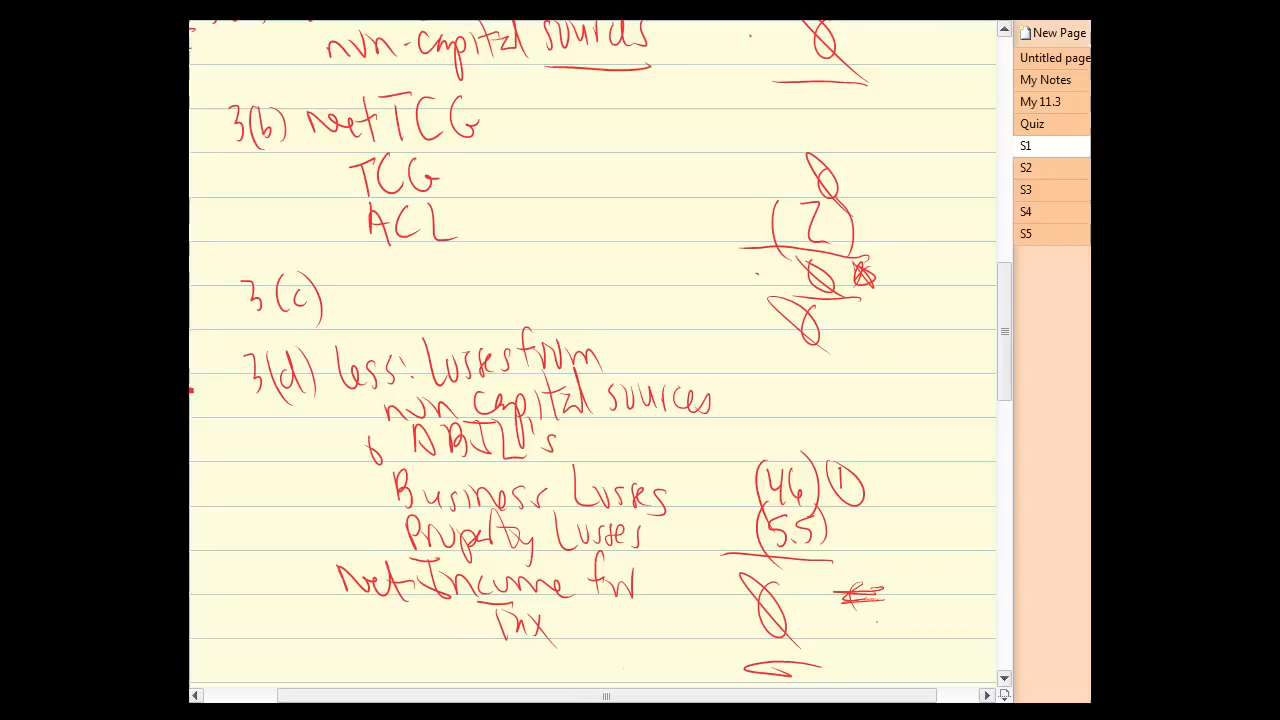 non-capital sources Ø
3(b) net TCG
TCG Ø
ACL (2)
Ø
3(c) Ø
3(d) less: Losses from
non capital sources
& ABIL's
Business Losses (46) ①
Property Losses (5.5)
Net Income for Ø
Tax
New Page
Untitled page
My Notes
My 11.3
Quiz
S1
S2
S3
S4
S5